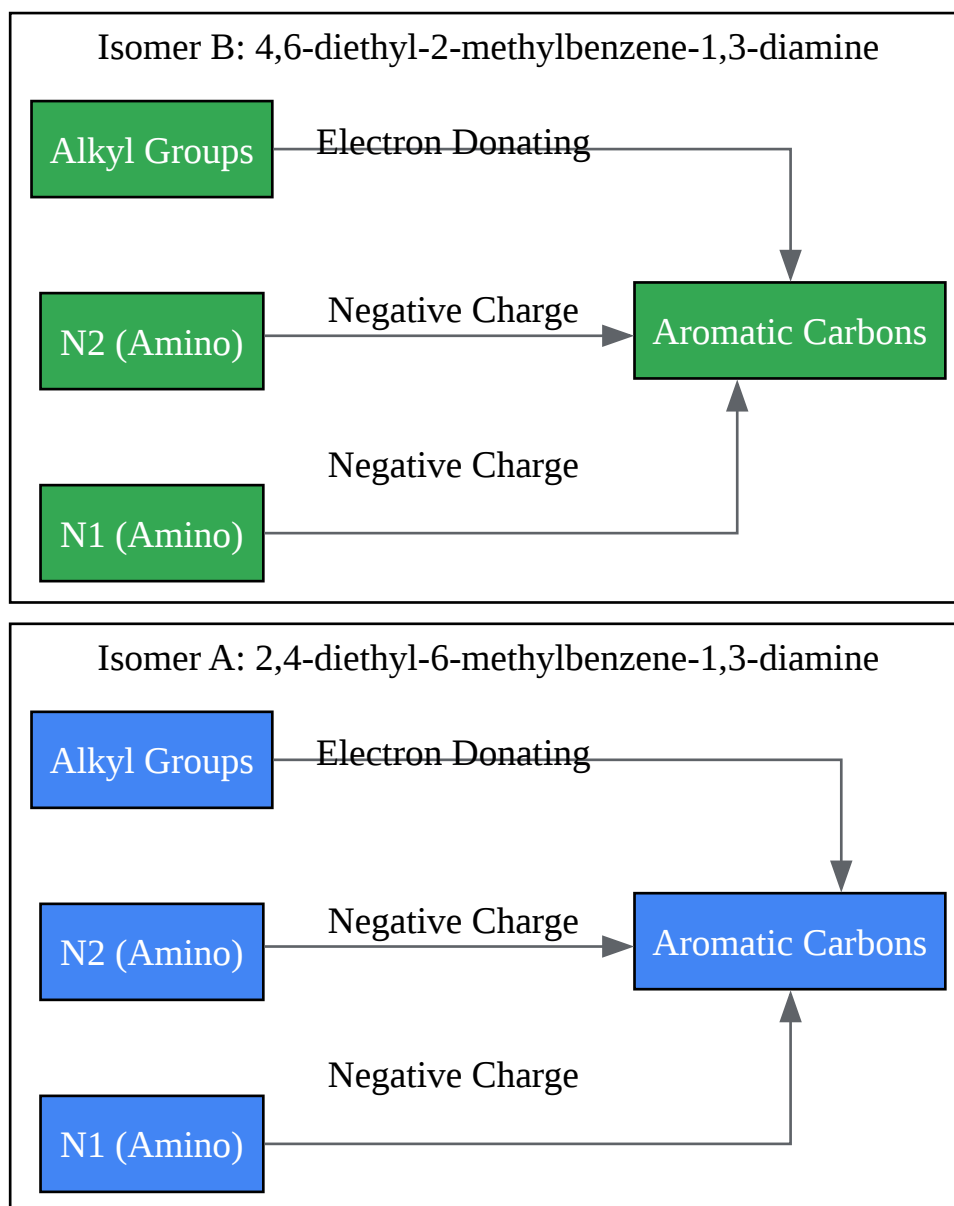 Isomer B: 4,6-diethyl-2-methylbenzene-1,3-diamine
Alkyl Groups
Electron Donating
N2 (Amino)
Negative Charge
Aromatic Carbons
Negative Charge
N1 (Amino)
Isomer A: 2,4-diethyl-6-methylbenzene-1,3-diamine
Alkyl Groups
Electron Donating
N2 (Amino)
Negative Charge
Aromatic Carbons
Negative Charge
N1 (Amino)